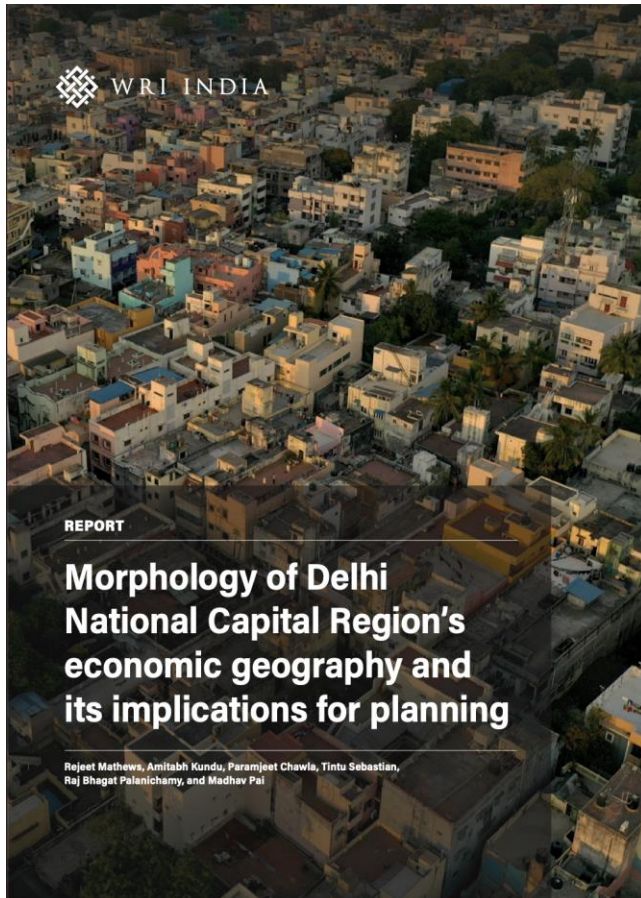 WRI INDIA
REPORT
Morphology of Delhi
National Capital Region’s
economic geography and
its implications for planning
Rejeet Mathews, Amitabh Kundu, Paramjeet Chawla, Tintu Sebastian,
Raj Bhagat Palanichamy, and Madhav Pai